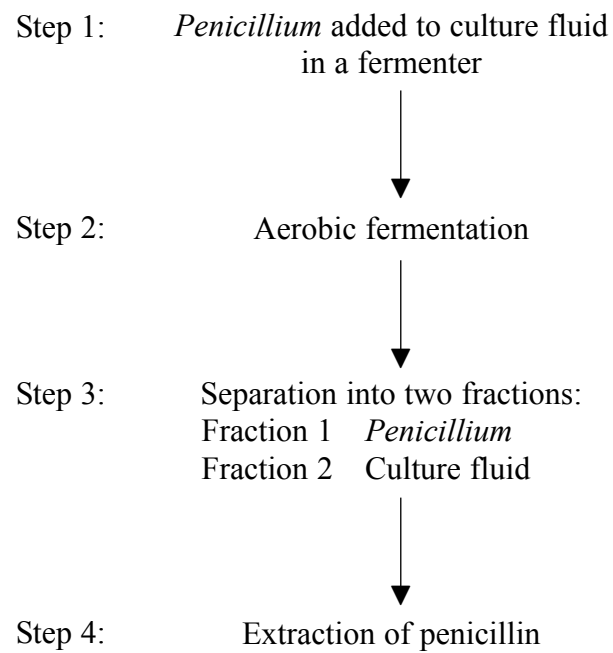 Step 1: Penicillium added to culture fluid
in a fermenter
Step 2: Aerobic fermentation
Step 3: Separation into two fractions:
Fraction 1 Penicillium
Fraction 2 Culture fluid
Step 4: Extraction of penicillin